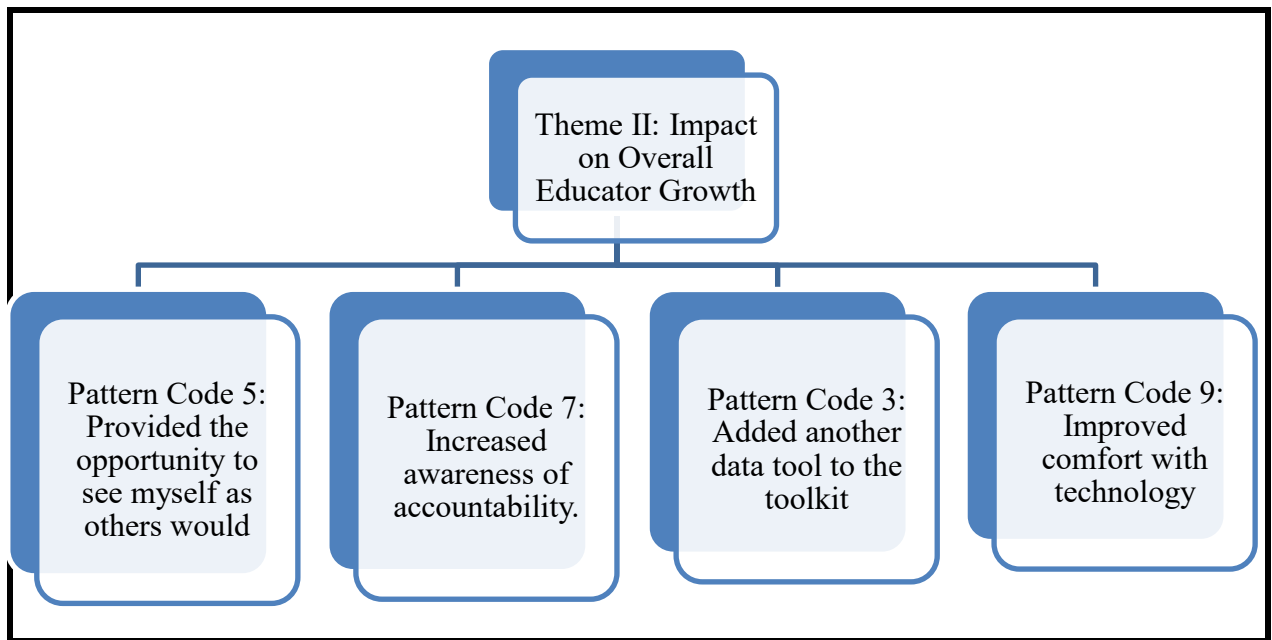 Theme II: Impact
on Overall
Educator Growth
Pattern Code 5:
Provided the
opportunity to
see myself as
others would
Pattern Code 7:
Increased
awareness of
accountability.
Pattern Code 3:
Added another
data tool to the
toolkit
Pattern Code 9:
Improved
comfort with
technology